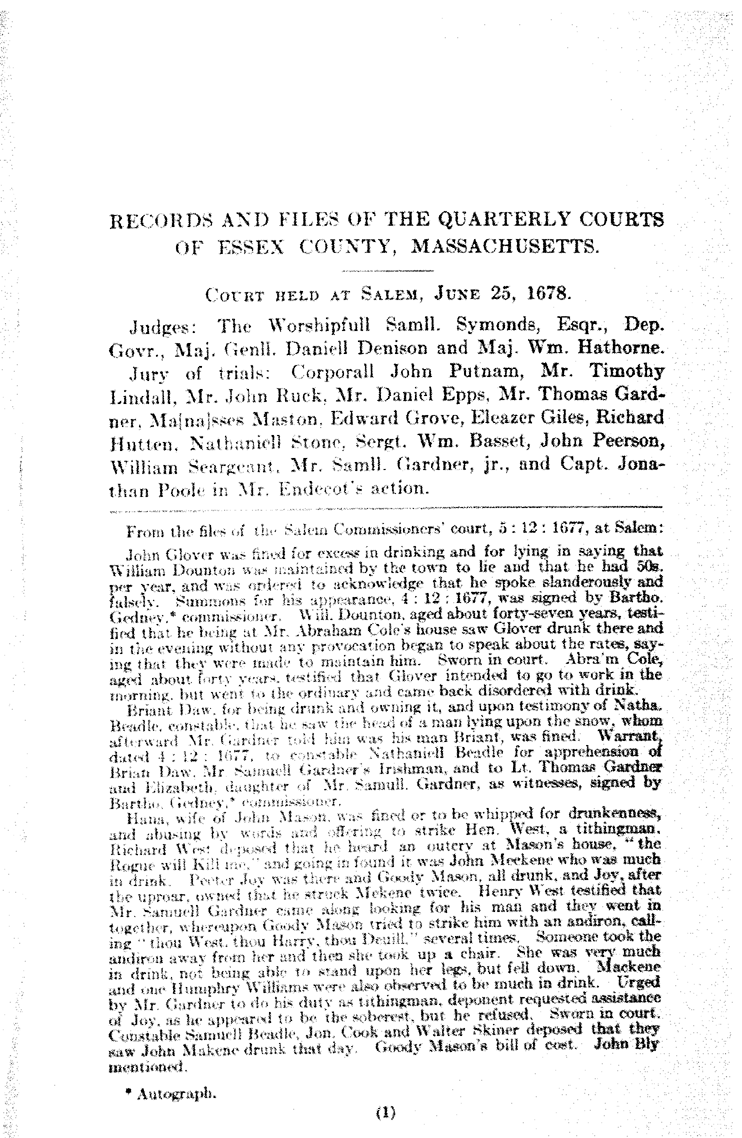 RECORDS AND FILES OF THE QUARTERLY COURTS
OF ESSEX COUNTY, MASSACHUSETTS.
COURT HELD AT SALEM, JUNE 25, 1678.
Judges: The Worshipfull Samll. Symonds, Esqr., Dep.
Govr., Maj. Genll. Daniell Denison and Maj. Wm. Hathorne.
Jury of trials: Corporall John Putnam, Mr. Timothy
Lindall, Mr. John Ruck, Mr. Daniel Epps, Mr. Thomas Gard-
ner, Ma[na]sses Maston, Edward Grove, Eleazer Giles, Richard
Hutten, Nathaniell Stone, Sergt. Wm. Basset, John Peerson,
William Seargeant, Mr. Samll. Gardner, jr., and Capt. Jona-
than Poole in Mr. Endecot's action.
From the files of the Salem Commissioners' court, 5 : 12 : 1677, at Salem:
John Glover was fined for excess in drinking and for lying in saying that
William Dounton was maintained by the town to lie and that he had 50s.
per year, and was ordered to acknowledge that he spoke slanderously and
falsely. Summons for his appearance, 4 : 12 : 1677, was signed by Bartho.
Gedney,* commissioner. Will. Dounton, aged about forty-seven years, testi-
fied that he being at Mr. Abraham Cole's house saw Glover drunk there and
in the evening without any provocation began to speak about the rates, say-
ing that they were made to maintain him. Sworn in court. Abra'm Cole,
aged about forty years, testified that Glover intended to go to work in the
morning, but went to the ordinary and came back disordered with drink.
Briant Daw, for being drunk and owning it, and upon testimony of Natha.
Beadle, constable, that he saw the head of a man lying upon the snow, whom
afterward Mr. Gardner told him was his man Briant, was fined. Warrant,
dated 4 : 12 : 1677, to constable Nathaniell Beadle for apprehension of
Brian Daw, Mr Samuell Gardner's Irishman, and to Lt. Thomas Gardner
and Elizabeth, daughter of Mr. Samull. Gardner, as witnesses, signed by
Bartho. Gedney,* commissioner.
Hana, wife of John Mason, was fined or to be whipped for drunkenness,
and abusing by words and offering to strike Hen. West, a tithingman.
Richard West deposed that he heard an outcry at Mason's house, "the
Rogue will Kill me," and going in found it was John Meekene who was much
in drink. Peeter Joy was there and Goody Mason, all drunk, and Joy, after
the uproar, owned that he struck Mekene twice. Henry West testified that
Mr. Samuell Gardner came along looking for his man and they went in
together, whereupon Goody Mason tried to strike him with an andiron, call-
ing "thou West, thou Harry, thou Deuill," several times. Someone took the
andiron away from her and then she took up a chair. She was very much
in drink, not being able to stand upon her legs, but fell down. Mackene
and one Humphry Williams were also observed to be much in drink. Urged
by Mr. Gardner to do his duty as tithingman, deponent requested assistance
of Joy, as he appeared to be the soberest, but he refused. Sworn in court.
Constable Samuell Beadle, Jon. Cook and Walter Skiner deposed that they
saw John Makene drunk that day. Goody Mason's bill of cost. John Bly
mentioned.
* Autograph.
(1)